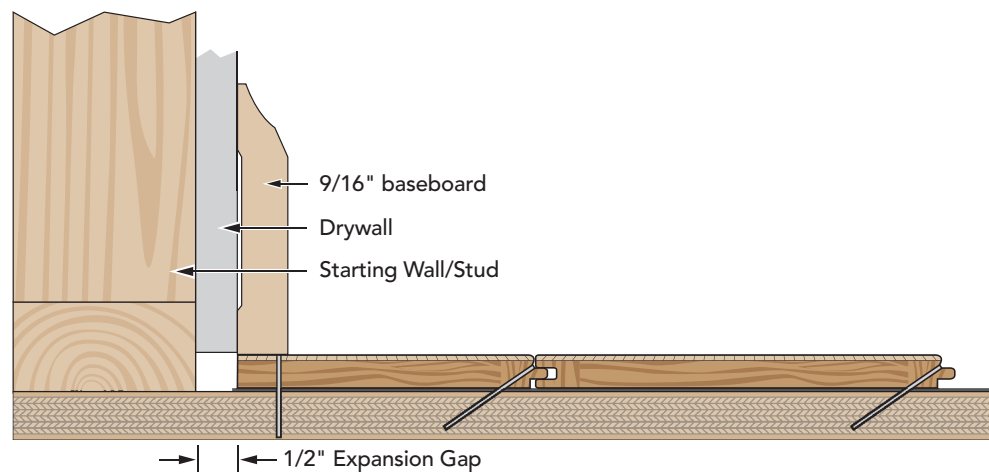 9/16" baseboard
Drywall
Starting Wall/Stud
1/2" Expansion Gap